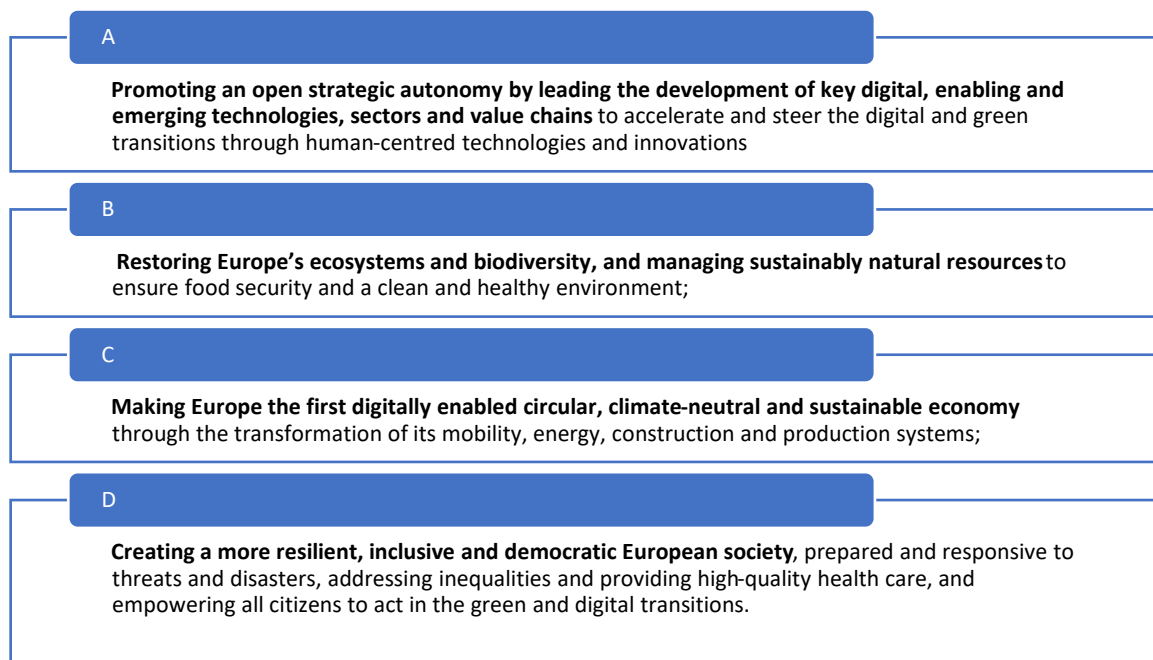 A
Promoting an open strategic autonomy by leading the development of key digital, enabling and
emerging technologies, sectors and value chains to accelerate and steer the digital and green
transitions through human-centred technologies and innovations
B
Restoring Europe’s ecosystems and biodiversity, and managing sustainably natural resources to
ensure food security and a clean and healthy environment;
C
Making Europe the first digitally enabled circular, climate-neutral and sustainable economy
through the transformation of its mobility, energy, construction and production systems;
D
Creating a more resilient, inclusive and democratic European society, prepared and responsive to
threats and disasters, addressing inequalities and providing high-quality health care, and
empowering all citizens to act in the green and digital transitions.